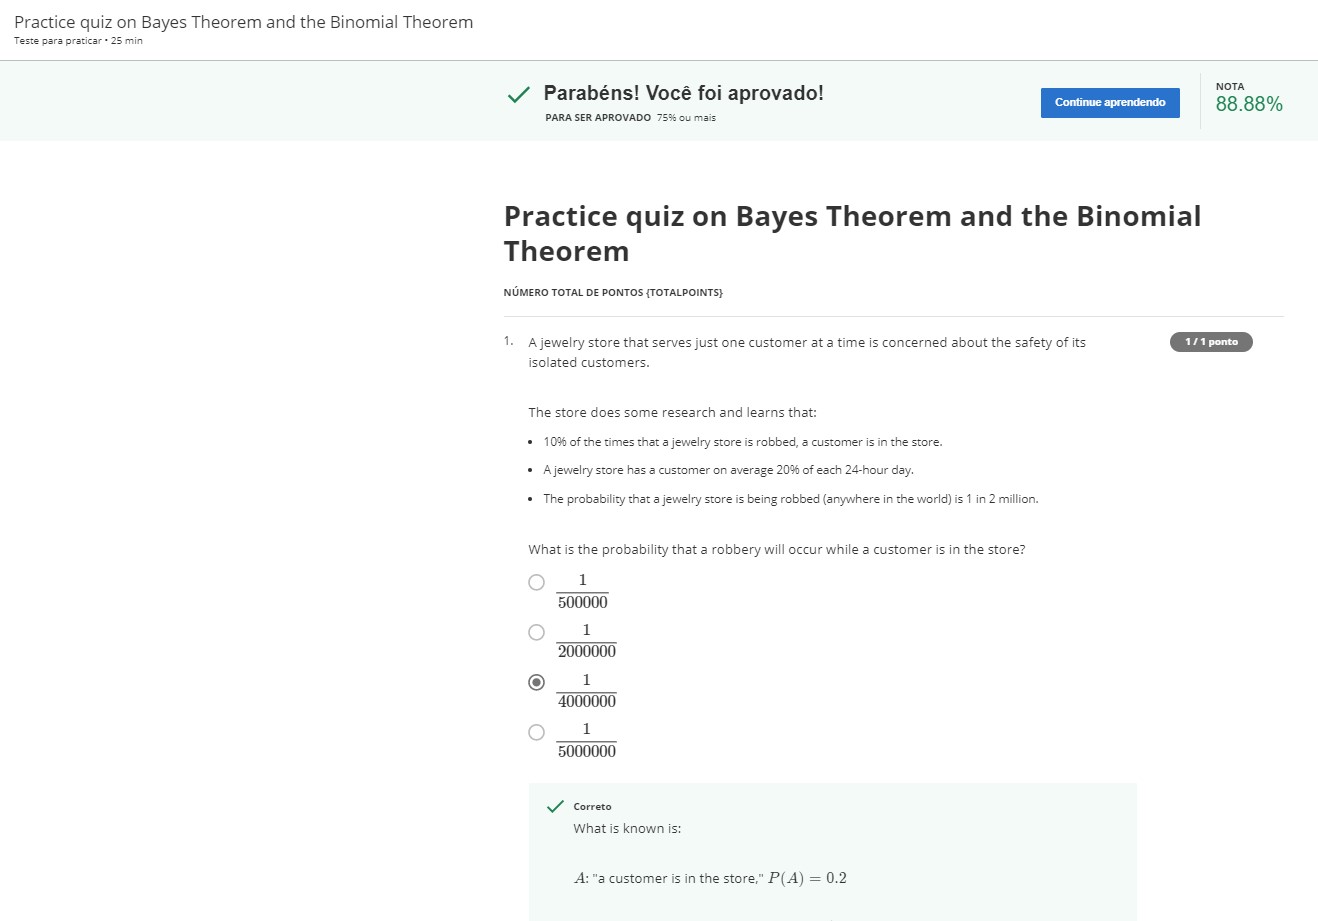 Practice quiz on Bayes Theorem and the Binomial Theorem
Teste para praticar • 25 min
Parabéns! Você foi aprovado!
PARA SER APROVADO 75% ou mais
Continue aprendendo
NOTA
88.88%
Practice quiz on Bayes Theorem and the Binomial
Theorem
NÚMERO TOTAL DE PONTOS {TOTALPOINTS}
1. A jewelry store that serves just one customer at a time is concerned about the safety of its
isolated customers.
1 / 1 ponto
The store does some research and learns that:
• 10% of the times that a jewelry store is robbed, a customer is in the store.
• A jewelry store has a customer on average 20% of each 24-hour day.
• The probability that a jewelry store is being robbed (anywhere in the world) is 1 in 2 million.
What is the probability that a robbery will occur while a customer is in the store?
1
500000
1
2000000
1
4000000
1
5000000
Correto
What is known is:
A: "a customer is in the store," P(A) = 0.2